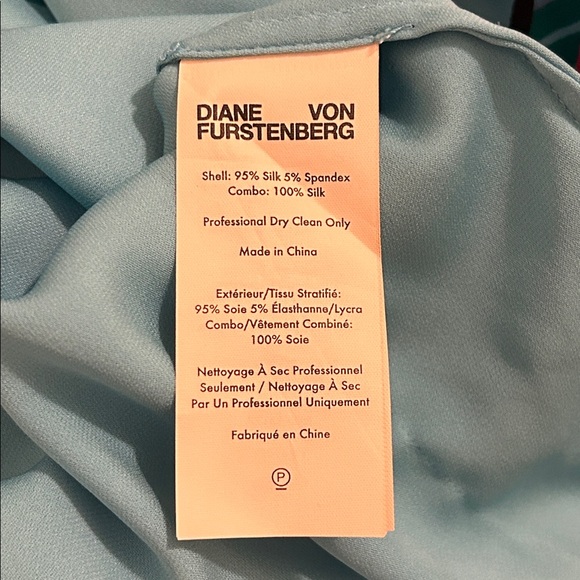 DIANE VON
FURSTENBERG
Shell: 95% Silk 5% Spandex
Combo: 100% Silk
Professional Dry Clean Only
Made in China
Extérieur/Tissu Stratifié:
95% Soie 5% Élasthanne/Lycra
Combo/Vêtement Combiné:
100% Soie
Nettoyage À Sec Professionnel
Seulement / Nettoyage À Sec
Par Un Professionel Uniquement
Fabriqué en Chine
P